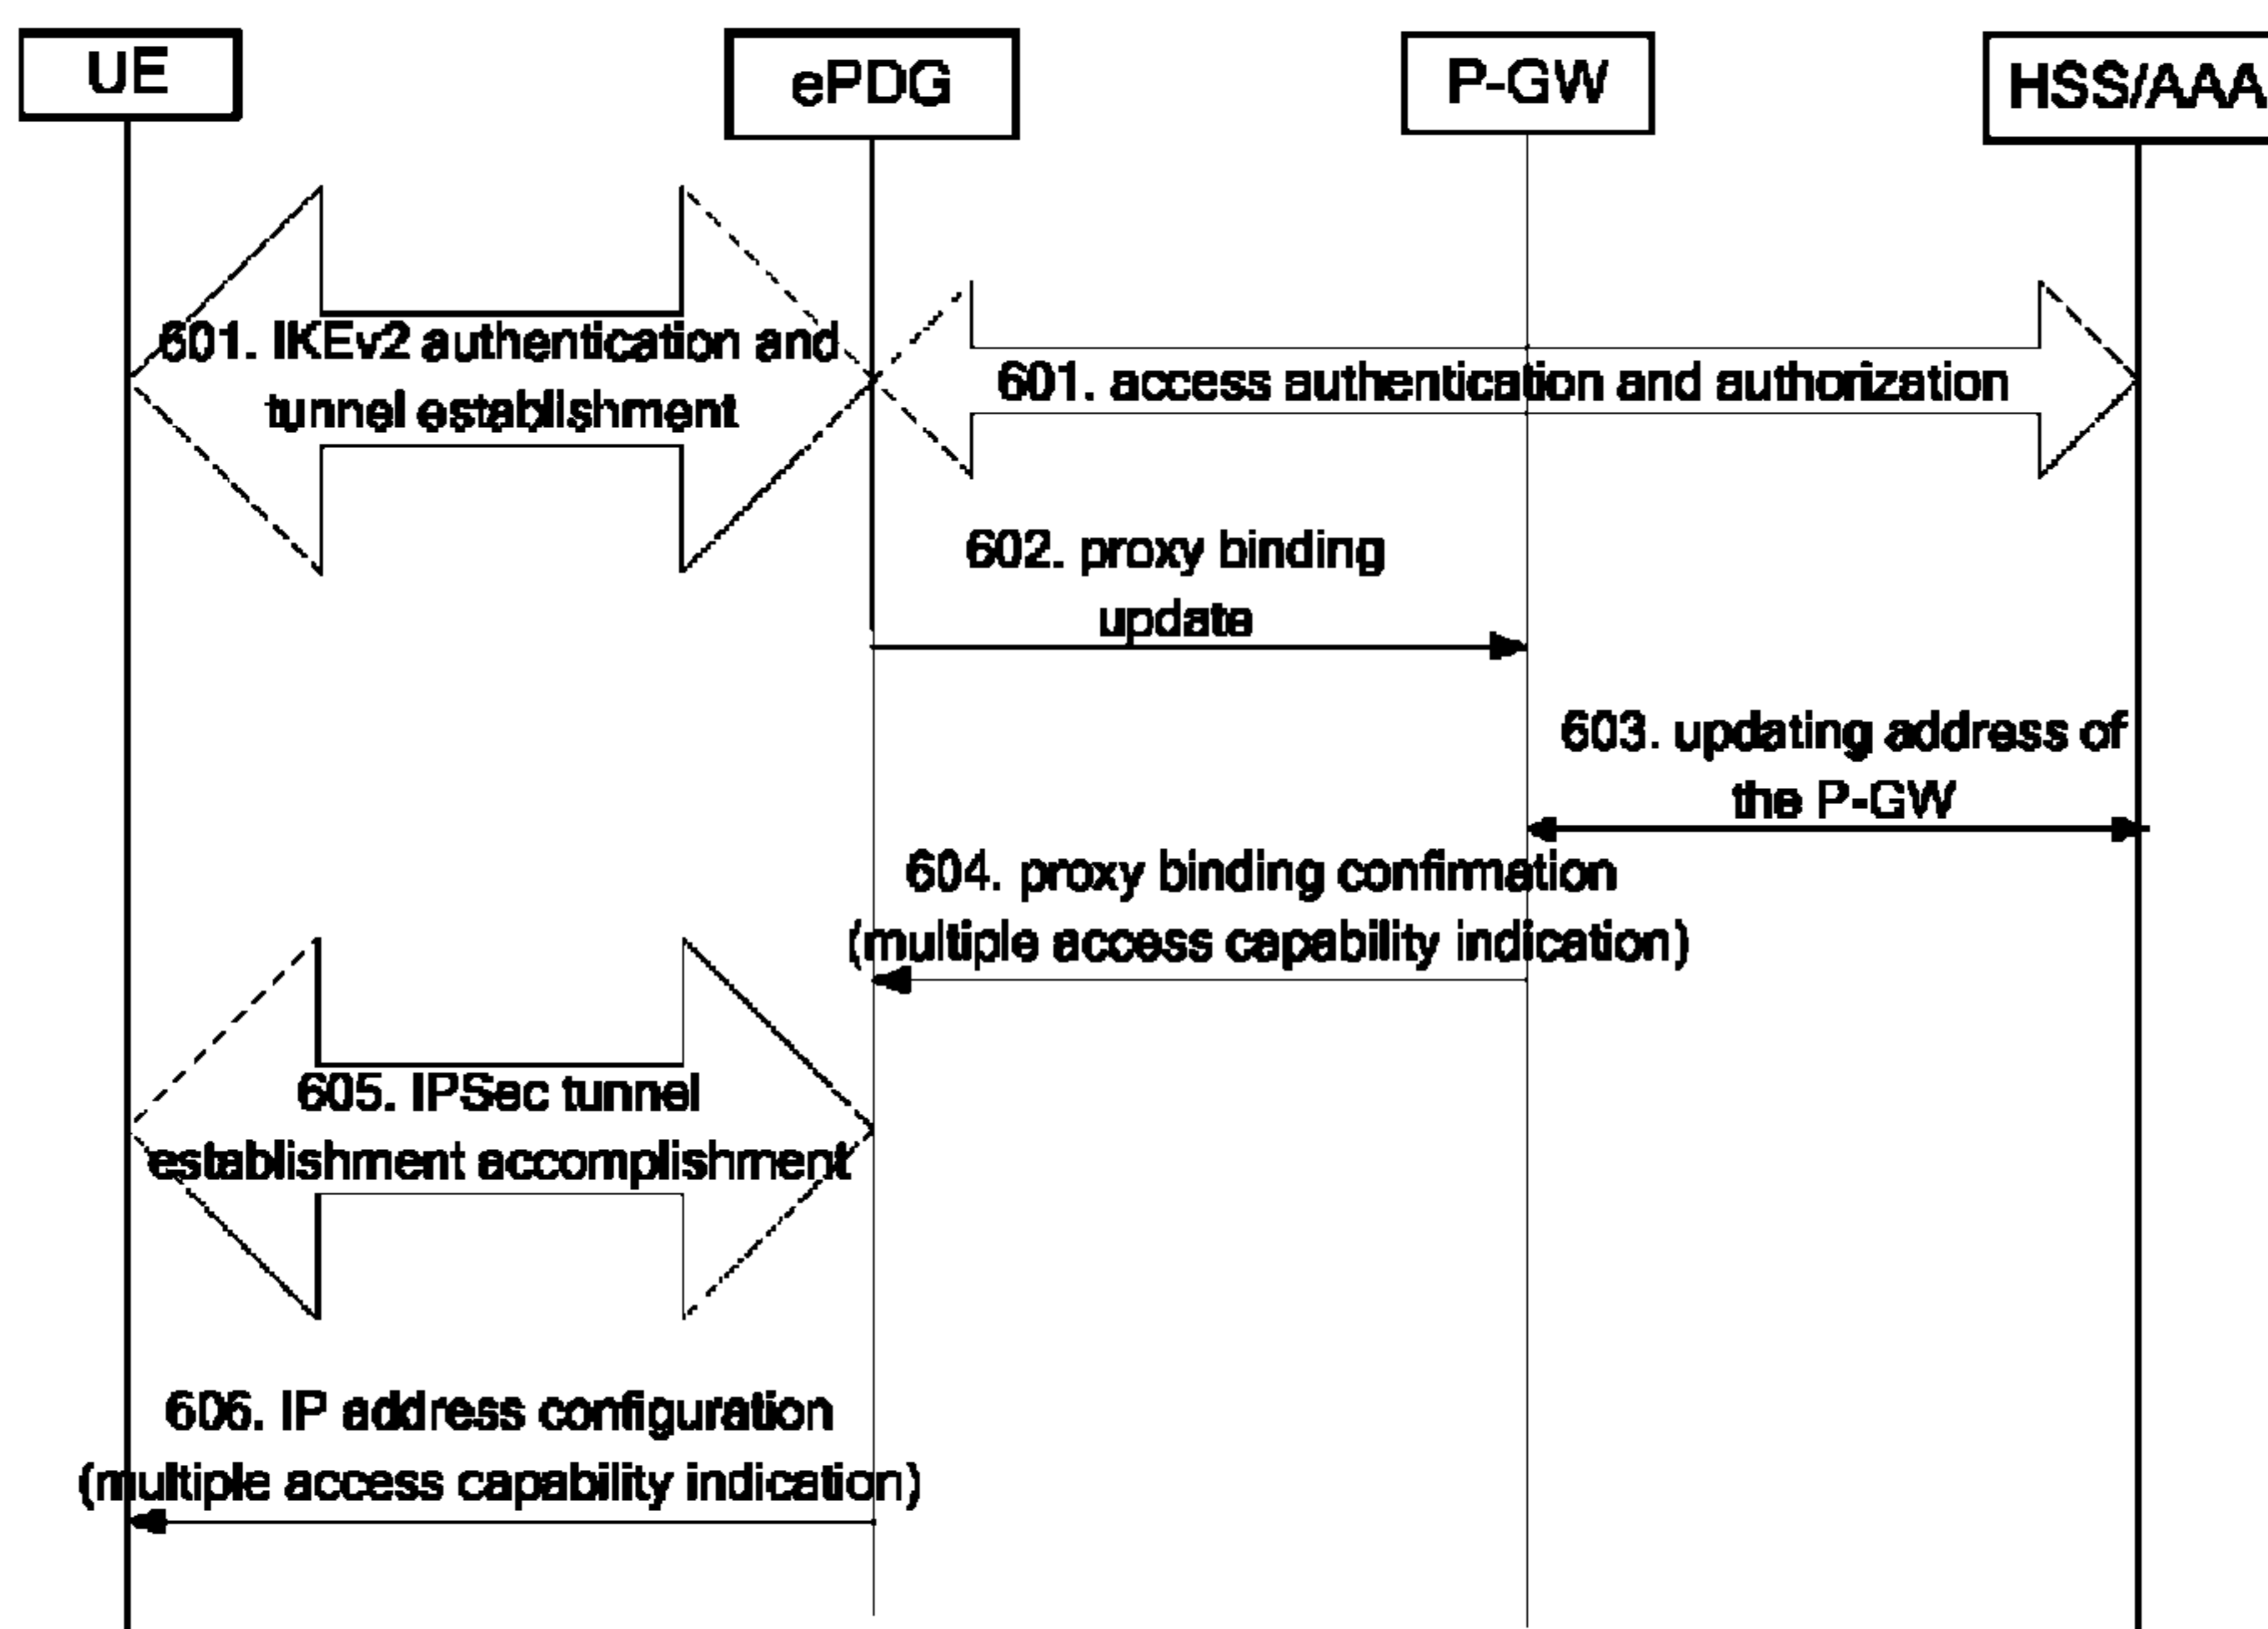 UE
ePDG
P-GW
HSS/AAA
601. IKEv2 authentication and
tunnel establishment
601. access authentication and authorization
602. proxy binding
update
603. updating address of
the P-GW
604. proxy binding confirmation
(multiple access capability indication)
605. IPSec tunnel
establishment accomplishment
606. IP address configuration
(multiple access capability indication)